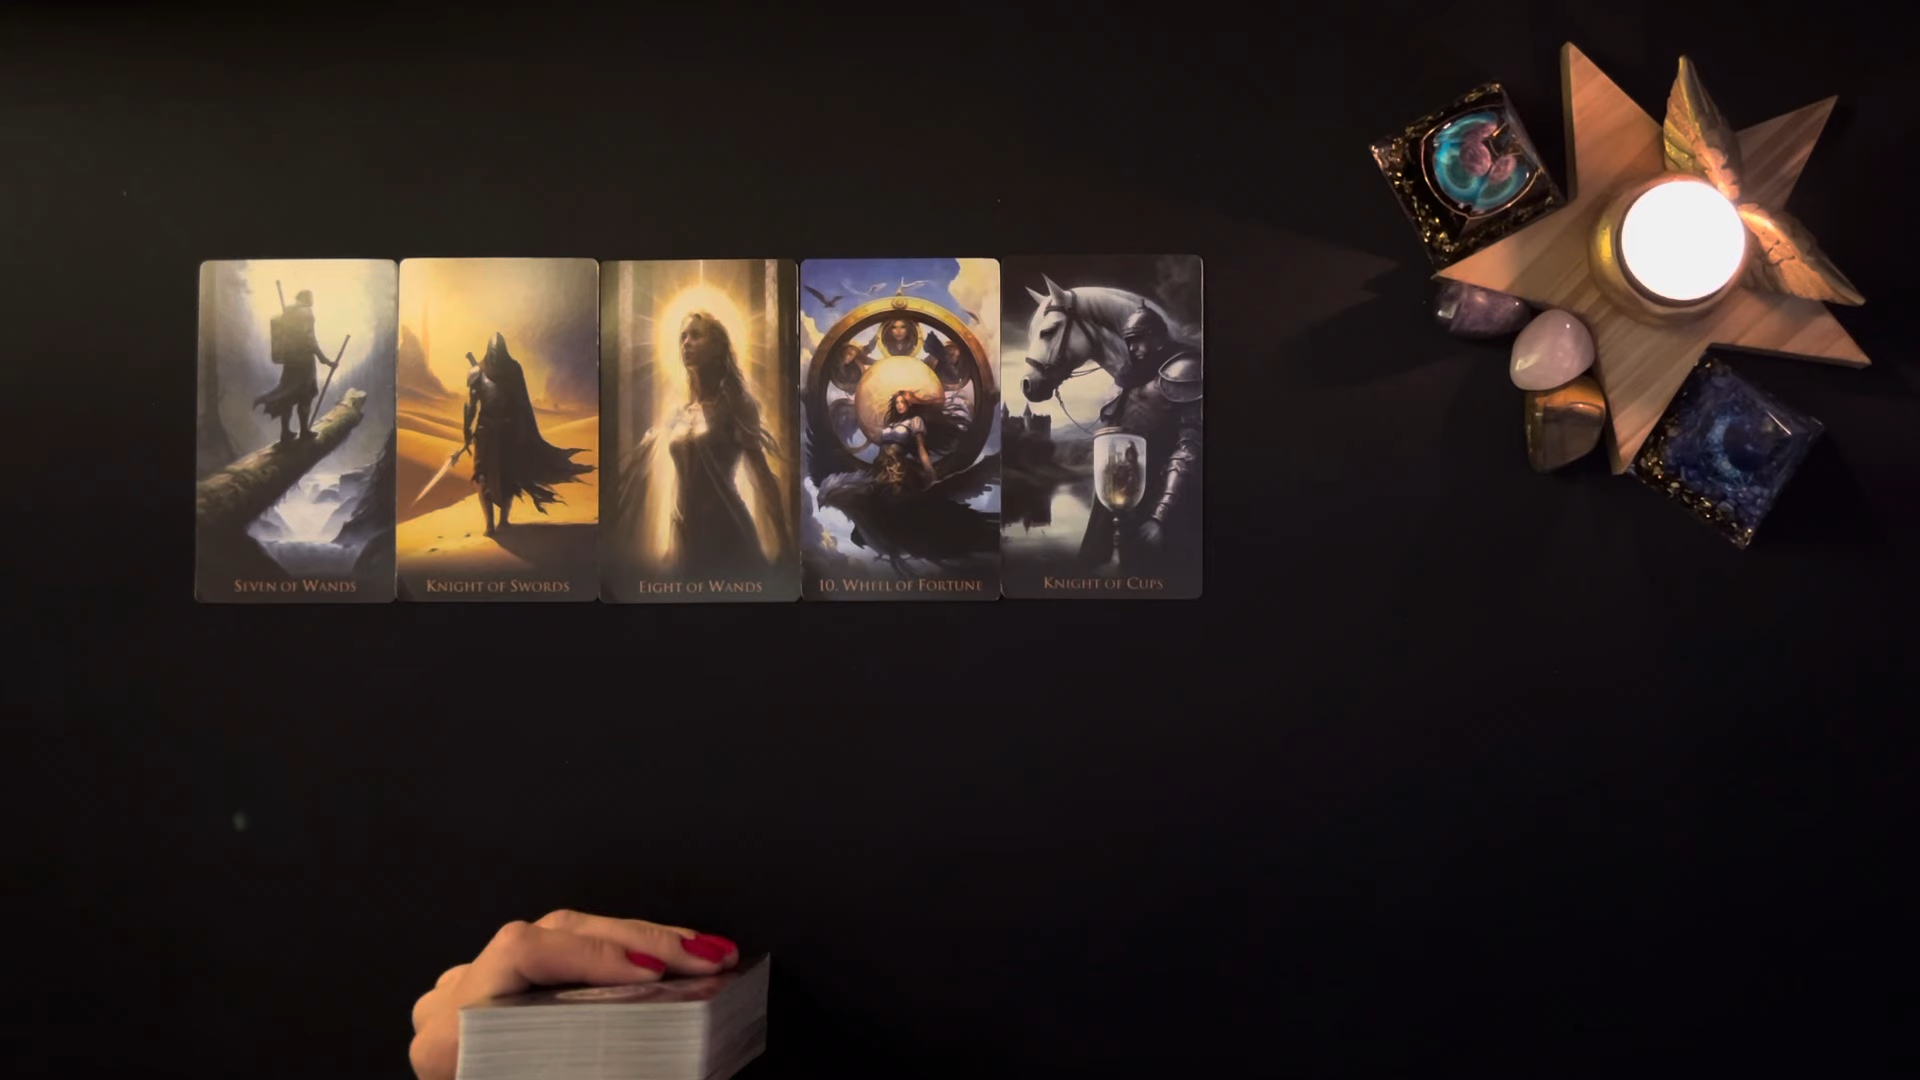 Seven of Wands
Knight of Swords
Eight of Wands
10. Wheel of Fortune
Knight of Cups